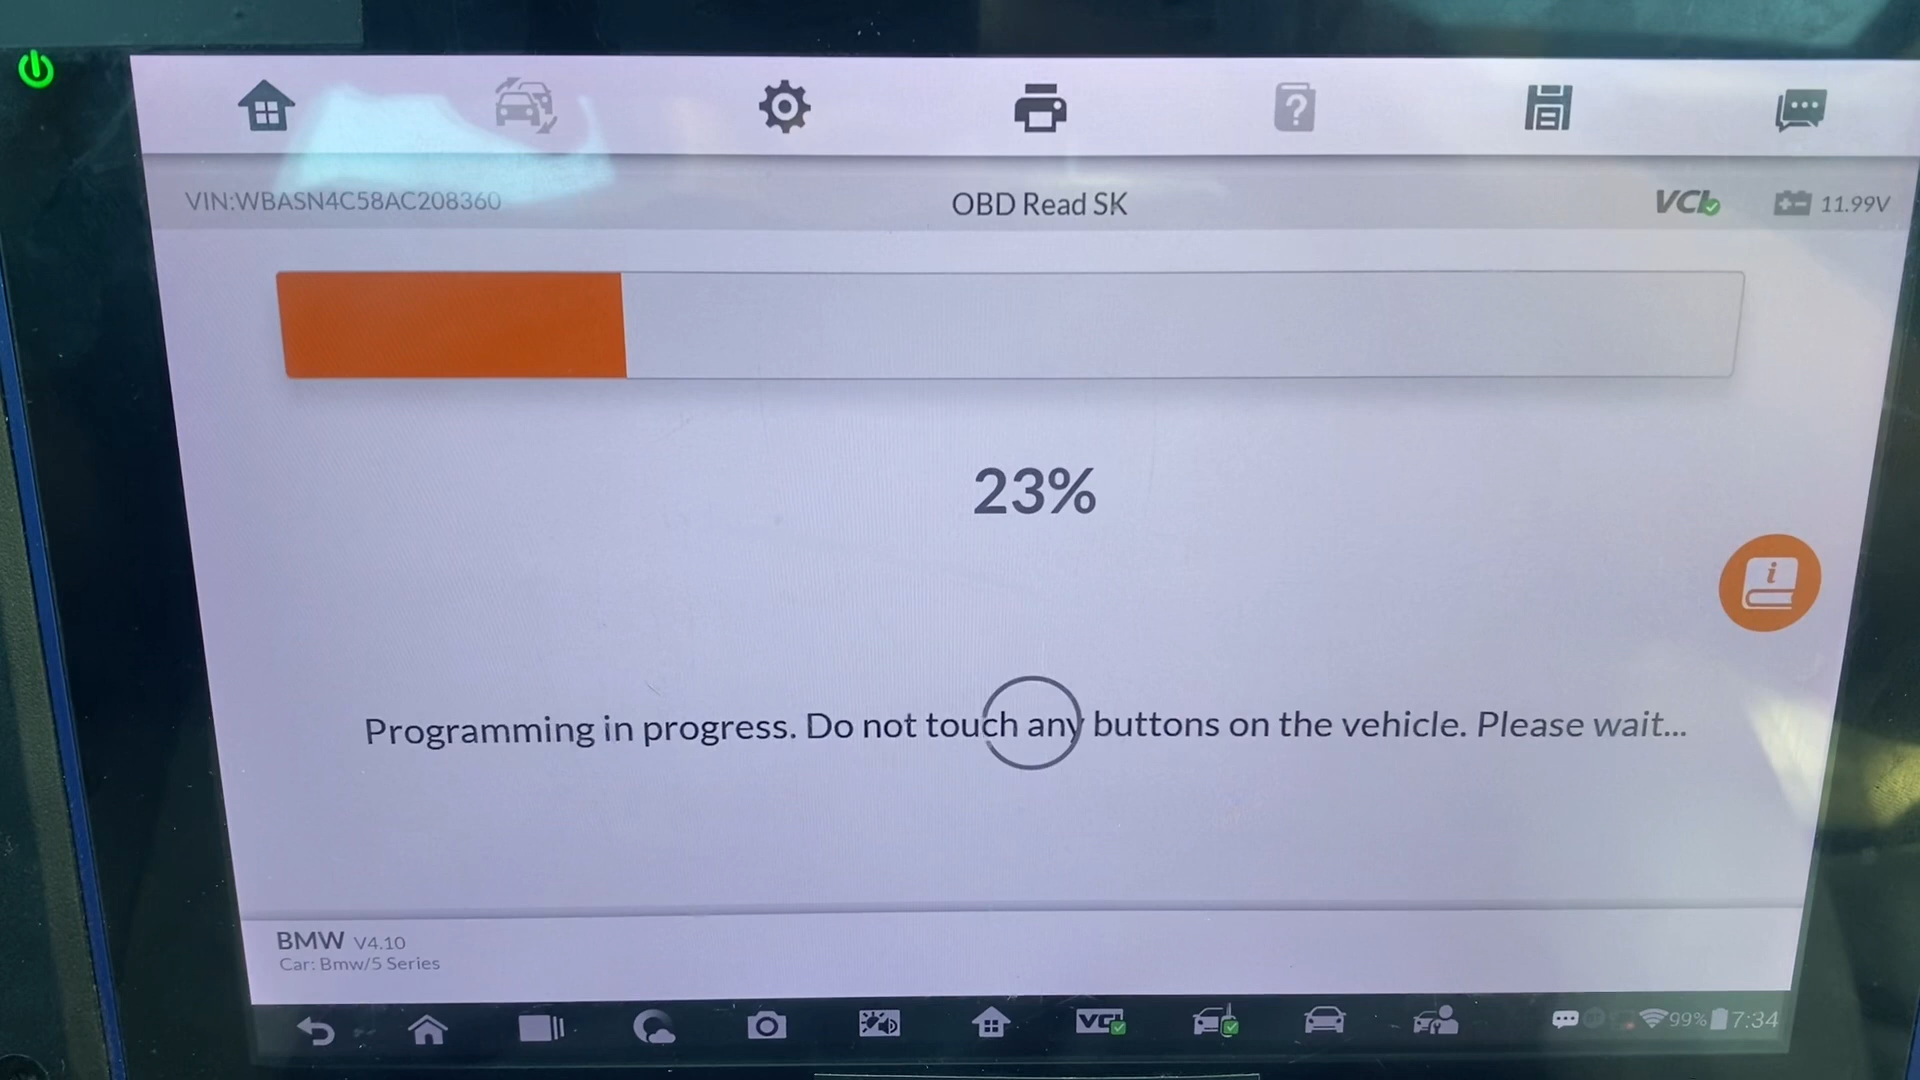 VIN:WBASN4C58AC208360
OBD Read SK
VCI
11.99V
23%
Programming in progress. Do not touch any buttons on the vehicle. Please wait...
BMW V4.10
Car: Bmw/5 Series
VCI
99%
7:34